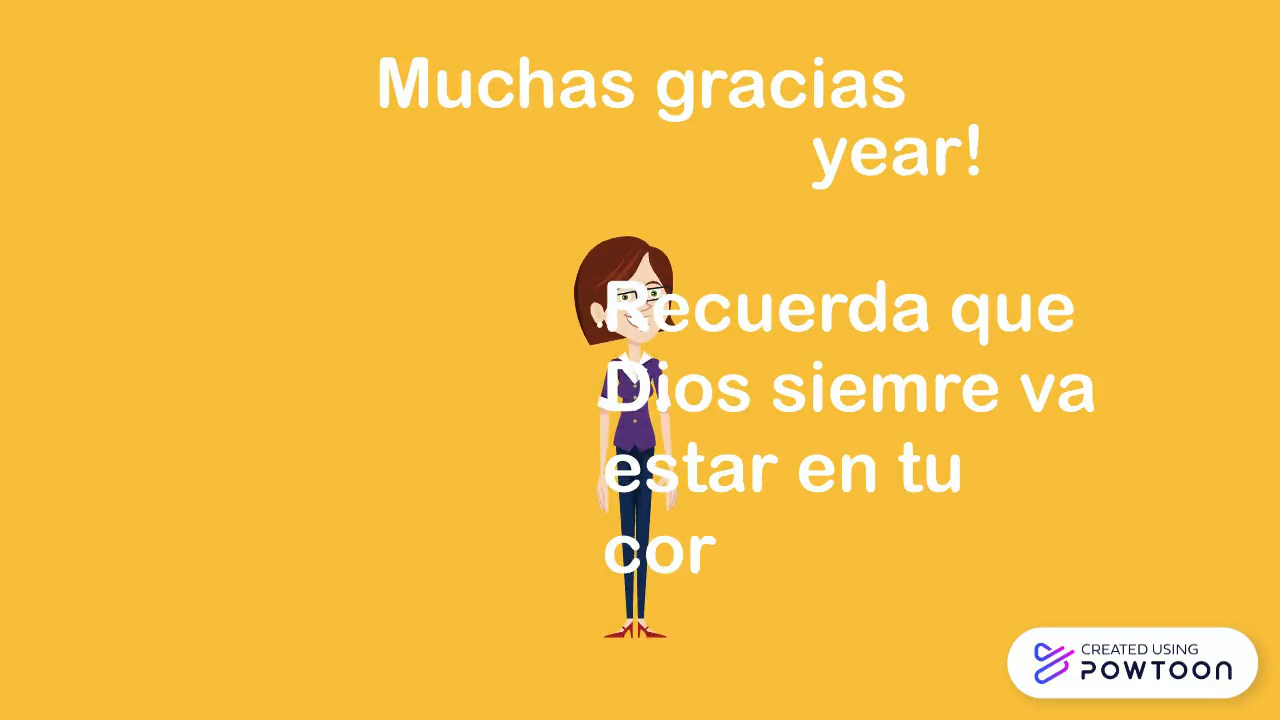 Muchas gracias
year!
Recuerda que
Dios siemre va
estar en tu
cor
CREATED USING
POWTOON